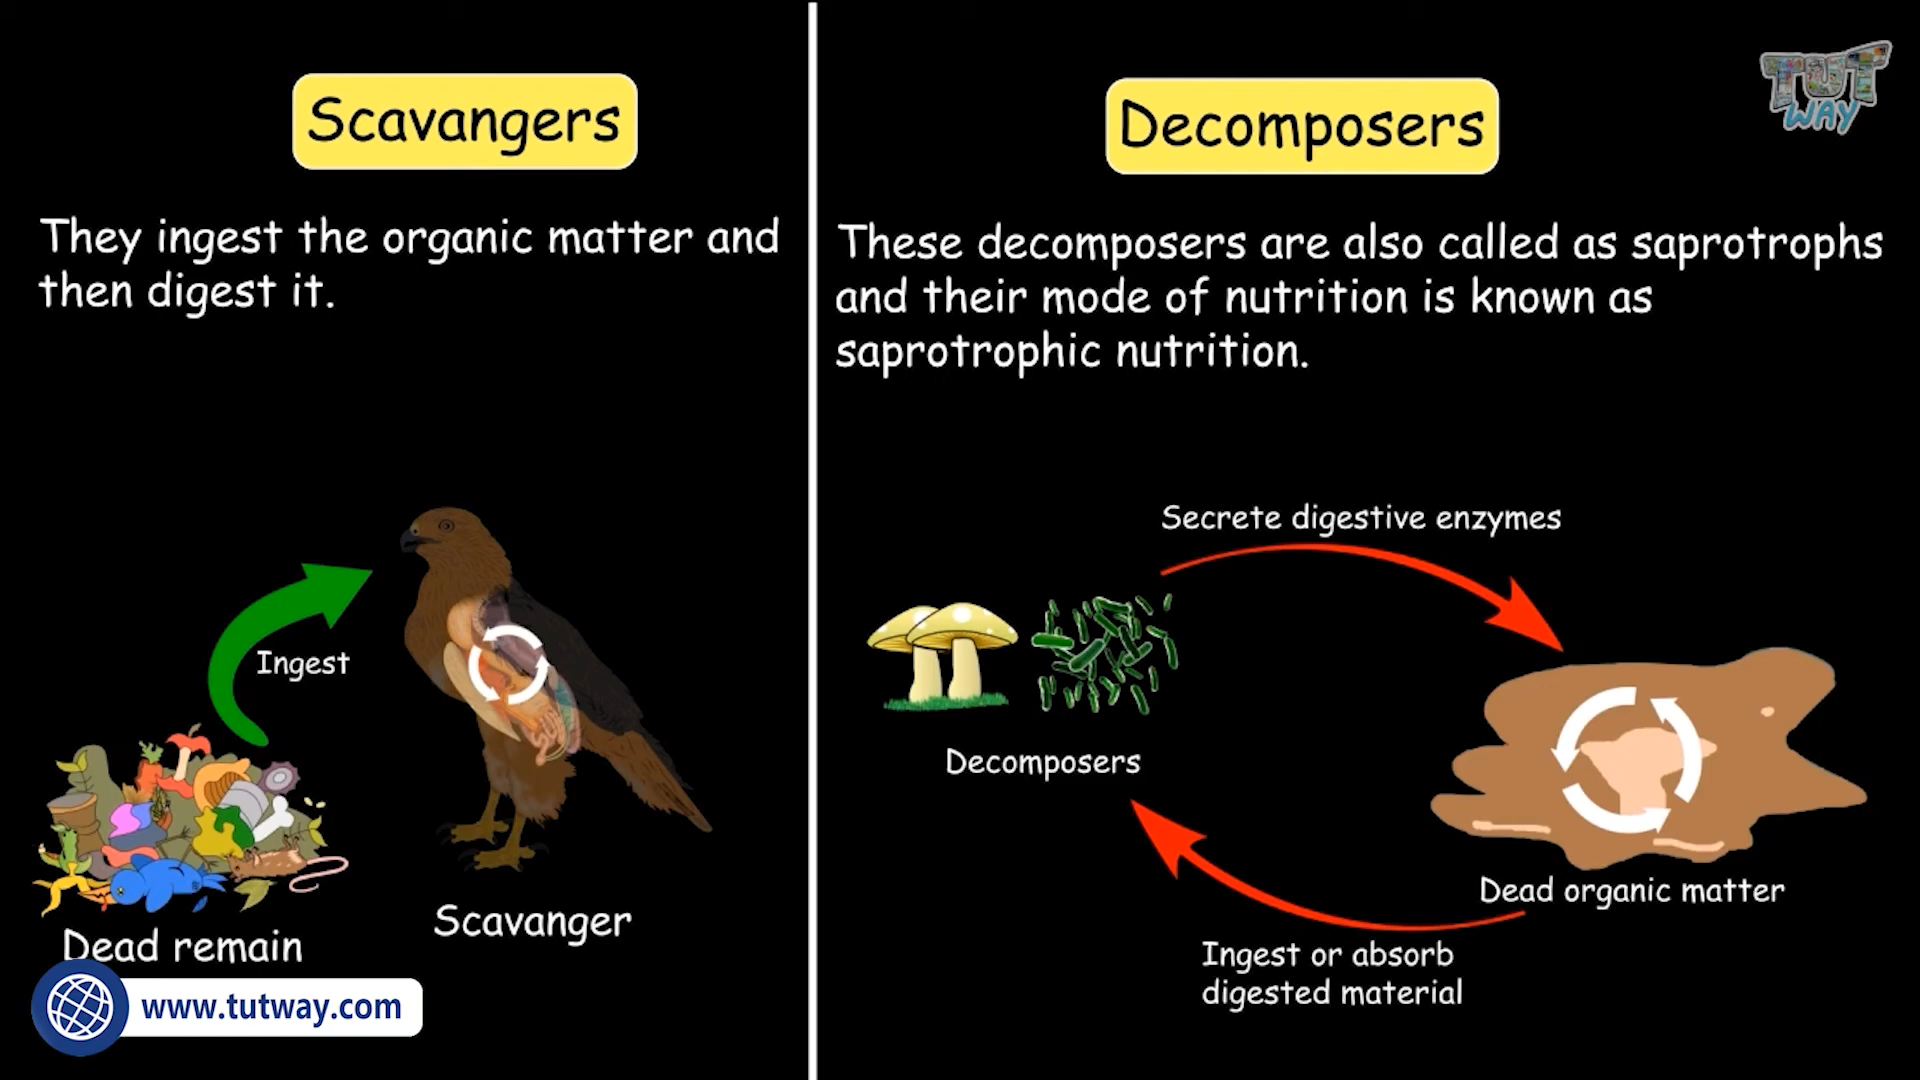 Scavangers
They ingest the organic matter and
then digest it.
Ingest
Dead remain
Scavanger
www.tutway.com
TUT
WAY
Decomposers
These decomposers are also called as saprotrophs
and their mode of nutrition is known as
saprotrophic nutrition.
Secrete digestive enzymes
Decomposers
Dead organic matter
Ingest or absorb
digested material